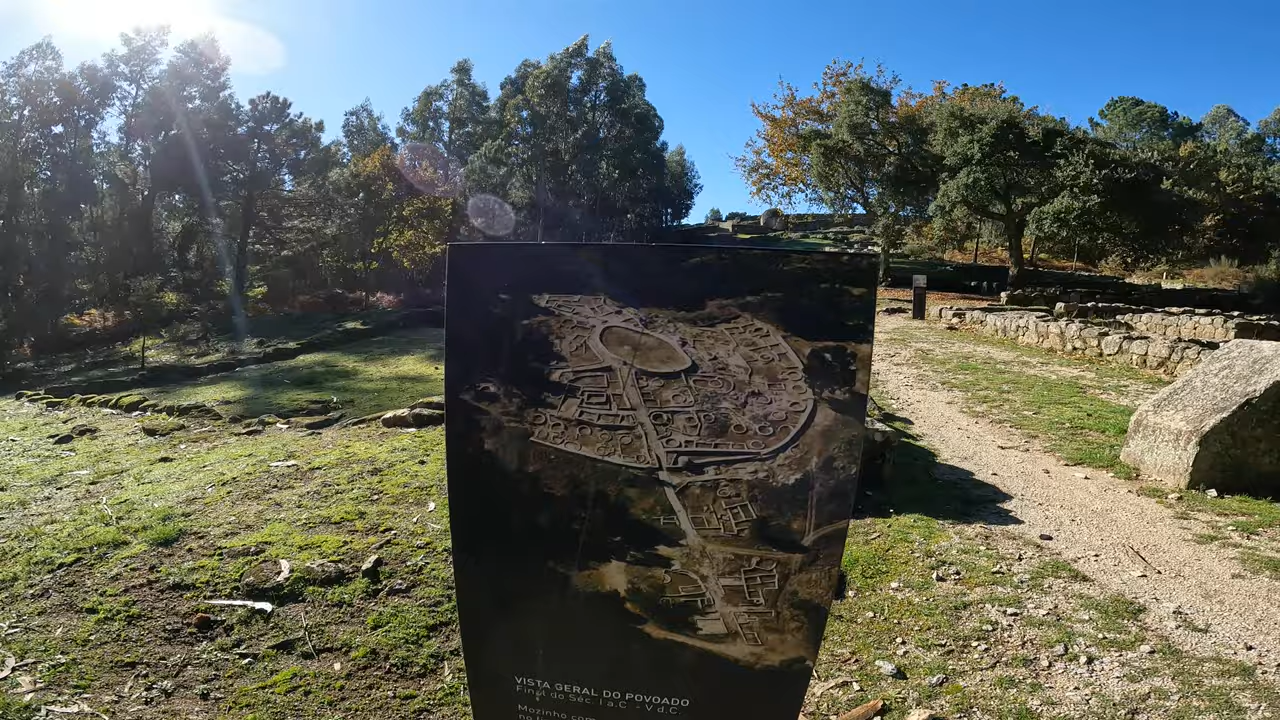 VISTA GERAL DO POVOADO
Final do Séc. I a.C. - V d.C.
Mozinho com